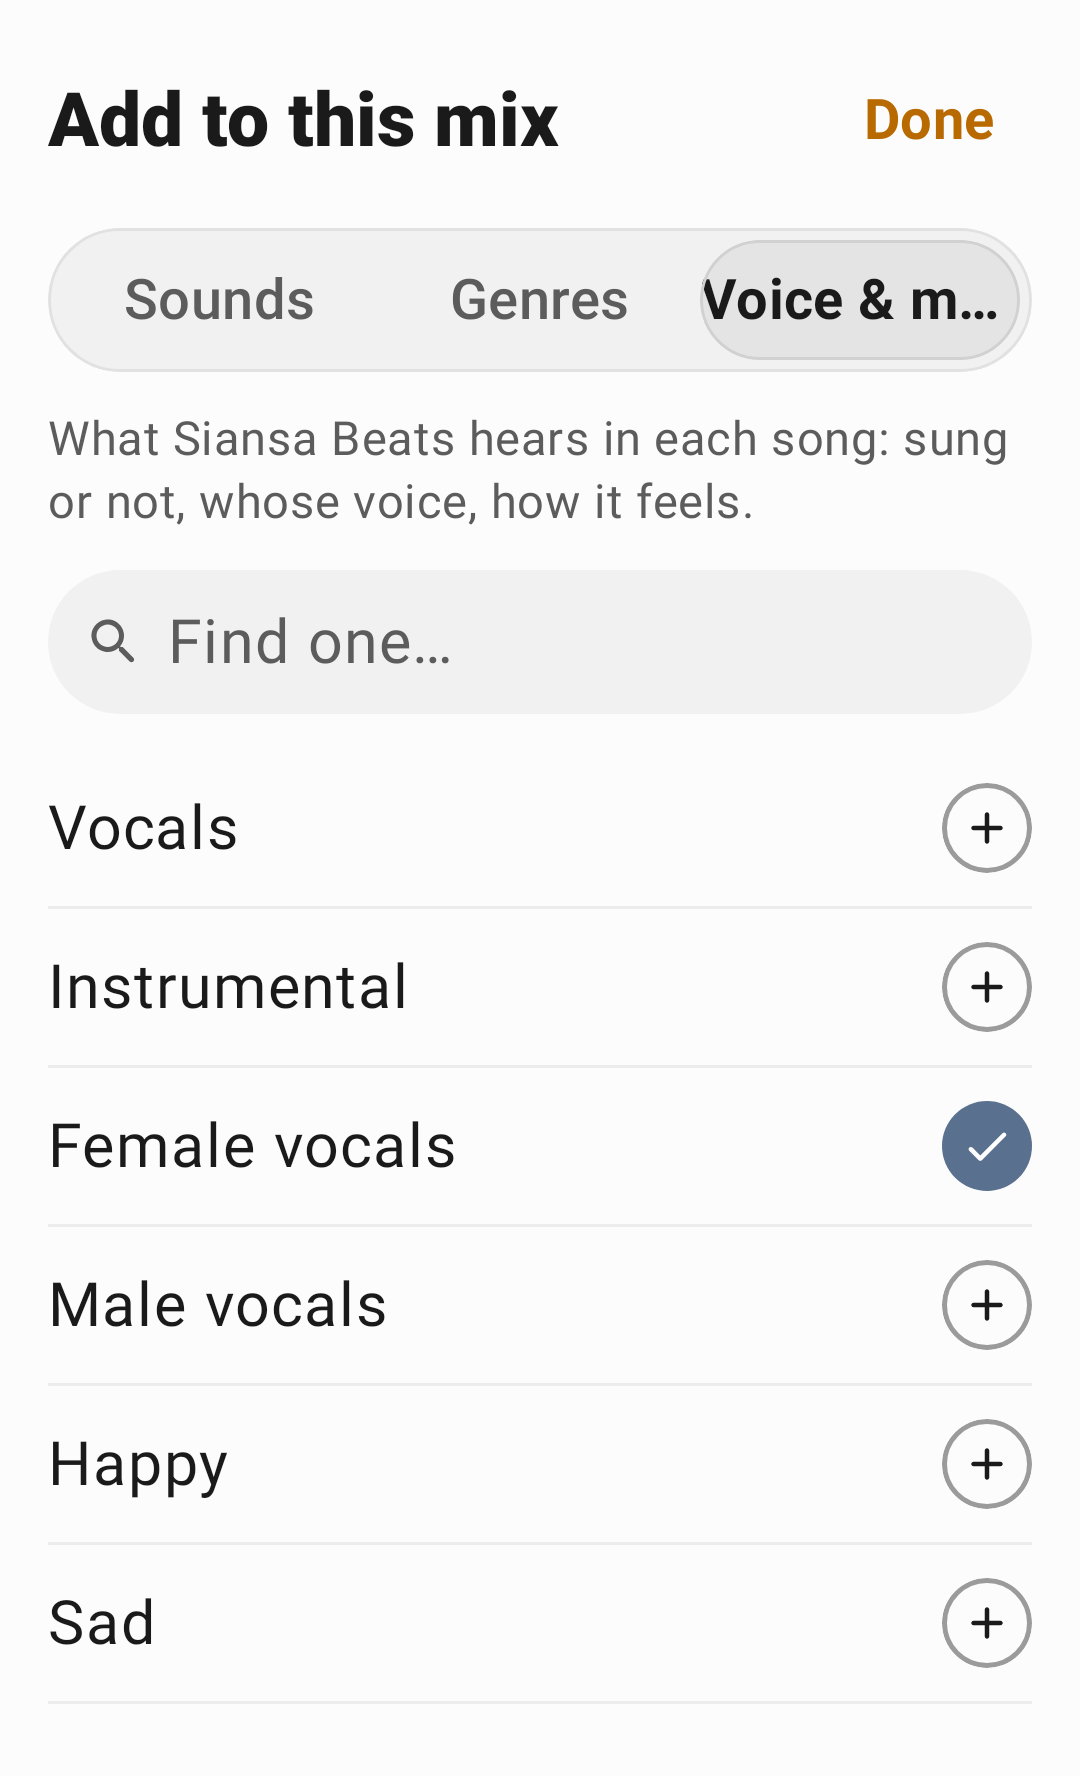 Add to this mix
Done
Sounds
Genres
Voice & m...
What Siansa Beats hears in each song: sung
or not, whose voice, how it feels.
Find one...
Vocals
Instrumental
Female vocals
Male vocals
Happy
Sad